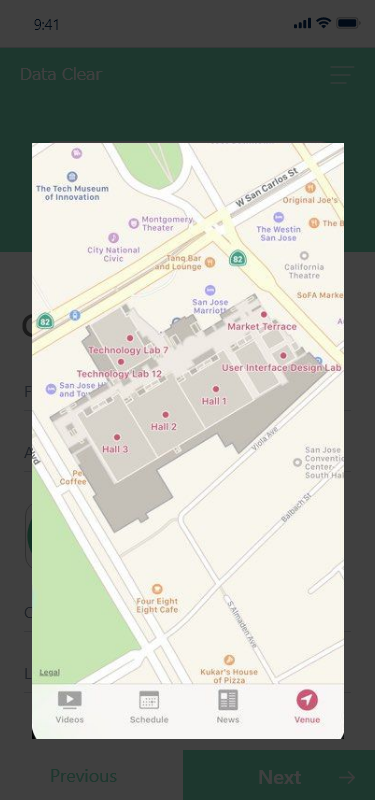 9:41
Data Clear
The Tech Museum
of Innovation
W San Carlos St
Original Joe's
Montgomery
Theater
The B
The Westin
San Jose
City National
Civic
Tanq Bar
and Lounge
82
California
Theatre
SoFA Marke
San Jose
Marriott
82
Market Terrace
Technology Lab 7
User Interface Design Lab
Technology Lab 12
San Jose H
and To
Hall 1
Hall 2
Hall 3
Viola Ave
San Jose
Conventio
Center-
South Hal
Pe
Coffee
Balbach St
Four Eight
Eight Cafe
S Almaden Ave
Kukar's House
of Pizza
Legal
Videos
Schedule
News
Venue
Previous
Next